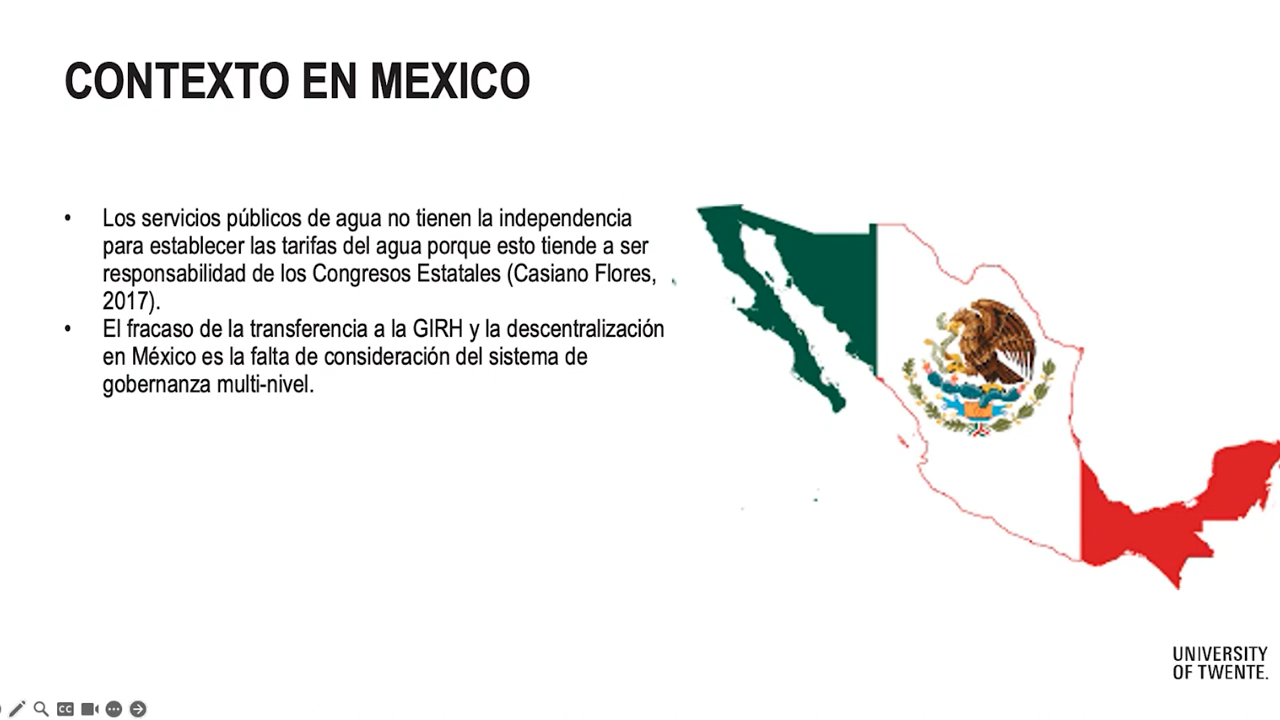 CONTEXTO EN MEXICO
• Los servicios públicos de agua no tienen la independencia
para establecer las tarifas del agua porque esto tiende a ser
responsabilidad de los Congresos Estatales (Casiano Flores,
2017).
• El fracaso de la transferencia a la GIRH y la descentralización
en México es la falta de consideración del sistema de
gobernanza multi-nivel.
UNIVERSITY
OF TWENTE.
CC